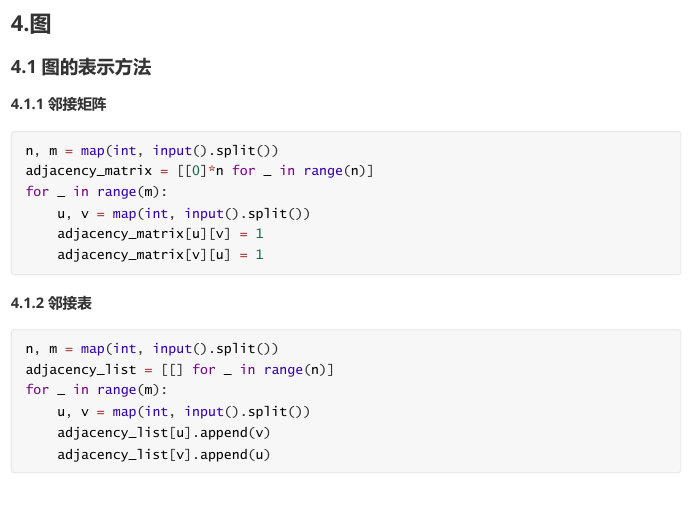 4.图
4.1 图的表示方法
4.1.1 邻接矩阵
n, m = map(int, input().split())
adjacency_matrix = [[0]*n for _ in range(n)]
for _ in range(m):
    u, v = map(int, input().split())
    adjacency_matrix[u][v] = 1
    adjacency_matrix[v][u] = 1
4.1.2 邻接表
n, m = map(int, input().split())
adjacency_list = [[] for _ in range(n)]
for _ in range(m):
    u, v = map(int, input().split())
    adjacency_list[u].append(v)
    adjacency_list[v].append(u)